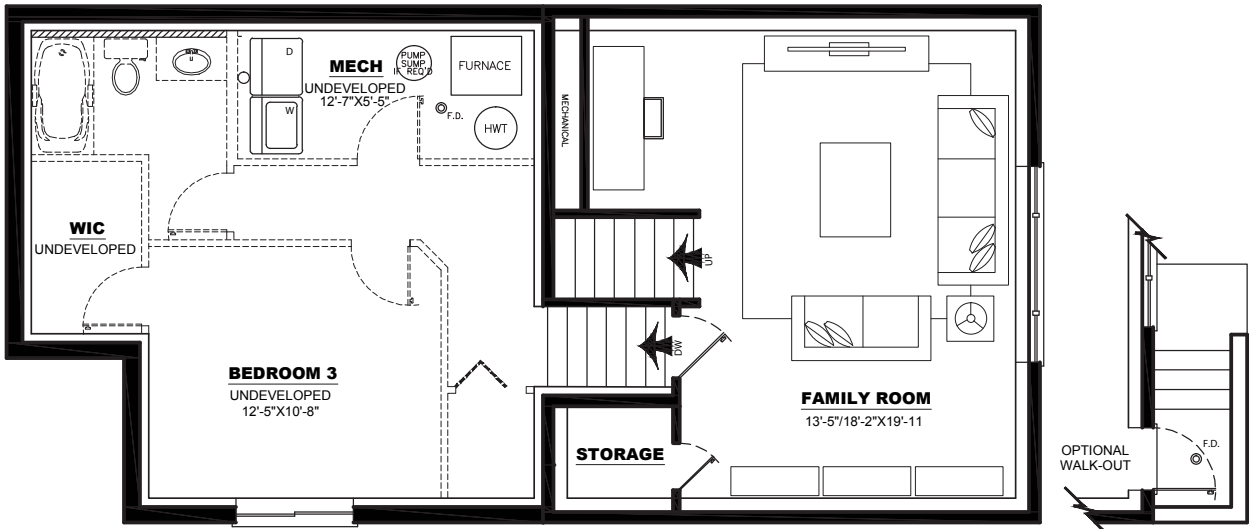 D
W
MECH
UNDEVELOPED
12'-7"X5'-5"
PUMP
SUMP
IF REQ'D
FURNACE
F.D.
HWT
MECHANICAL
WIC
UNDEVELOPED
UP
DW
BEDROOM 3
UNDEVELOPED
12'-5"X10'-8"
FAMILY ROOM
13'-5"/18'-2"X19'-11
STORAGE
OPTIONAL
WALK-OUT
F.D.